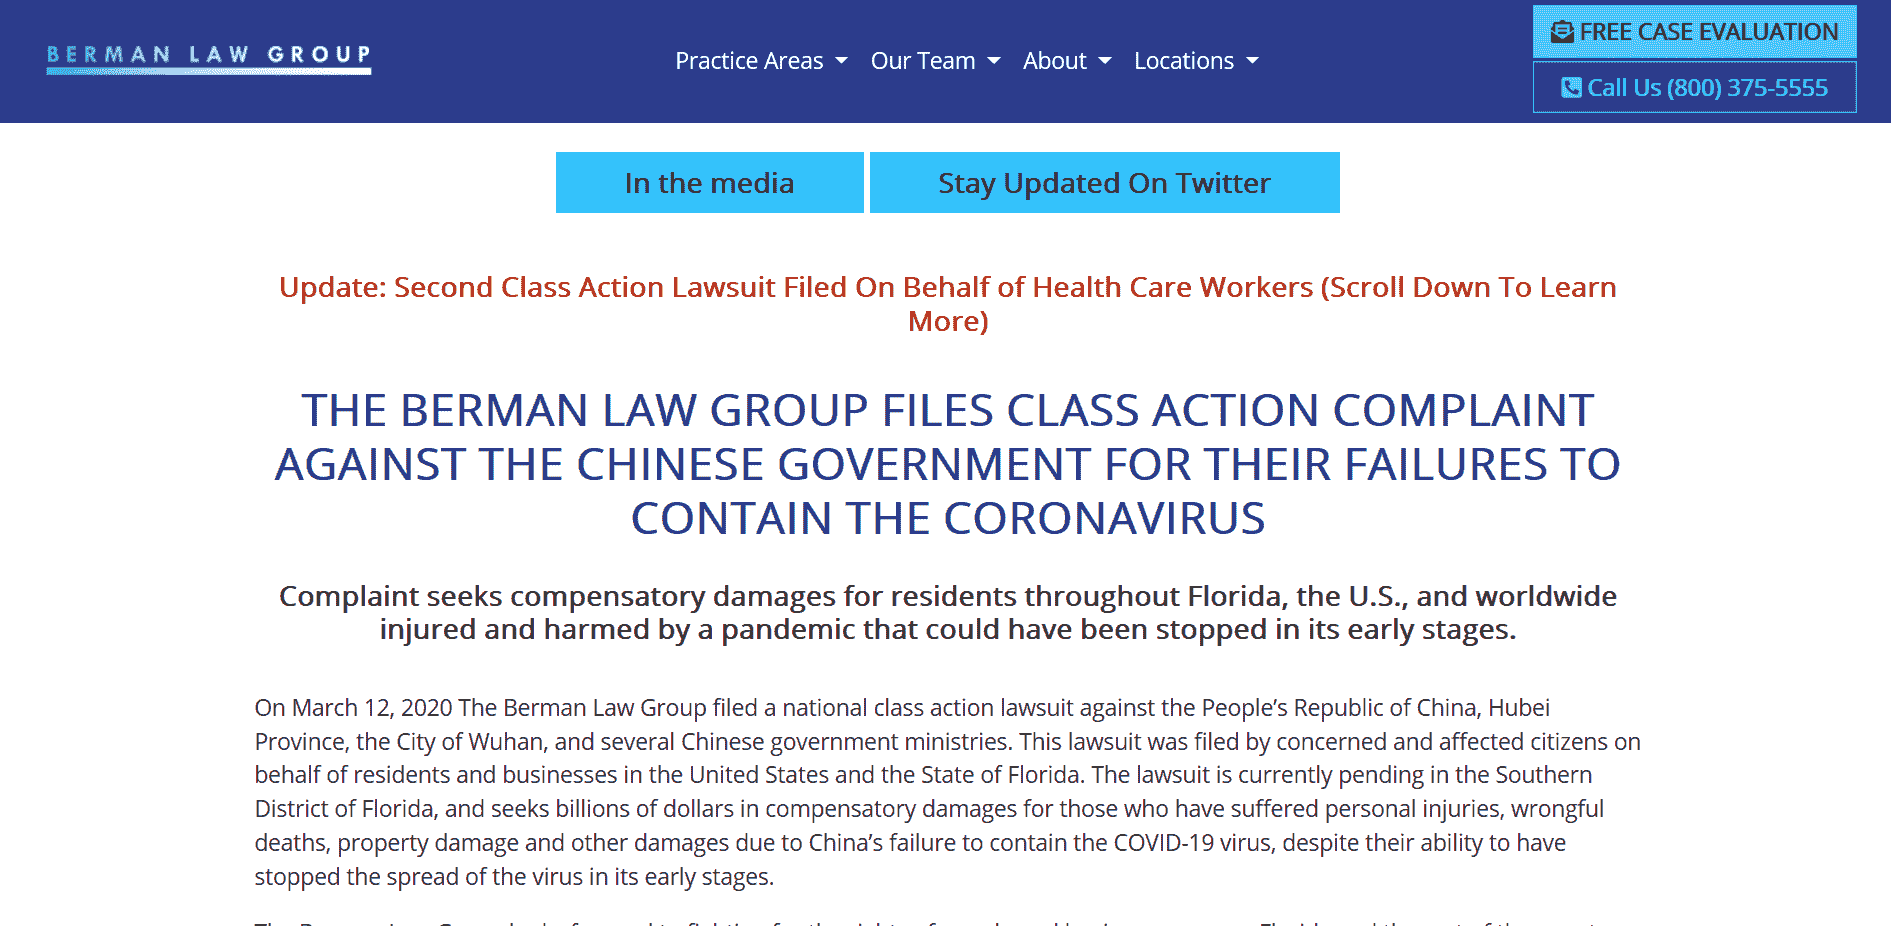 BERMAN LAW GROUP
Practice Areas Our Team About Locations
FREE CASE EVALUATION
Call Us (800) 375-5555
In the media
Stay Updated On Twitter
Update: Second Class Action Lawsuit Filed On Behalf of Health Care Workers (Scroll Down To Learn
More)
THE BERMAN LAW GROUP FILES CLASS ACTION COMPLAINT
AGAINST THE CHINESE GOVERNMENT FOR THEIR FAILURES TO
CONTAIN THE CORONAVIRUS
Complaint seeks compensatory damages for residents throughout Florida, the U.S., and worldwide
injured and harmed by a pandemic that could have been stopped in its early stages.
On March 12, 2020 The Berman Law Group filed a national class action lawsuit against the People’s Republic of China, Hubei
Province, the City of Wuhan, and several Chinese government ministries. This lawsuit was filed by concerned and affected citizens on
behalf of residents and businesses in the United States and the State of Florida. The lawsuit is currently pending in the Southern
District of Florida, and seeks billions of dollars in compensatory damages for those who have suffered personal injuries, wrongful
deaths, property damage and other damages due to China’s failure to contain the COVID-19 virus, despite their ability to have
stopped the spread of the virus in its early stages.